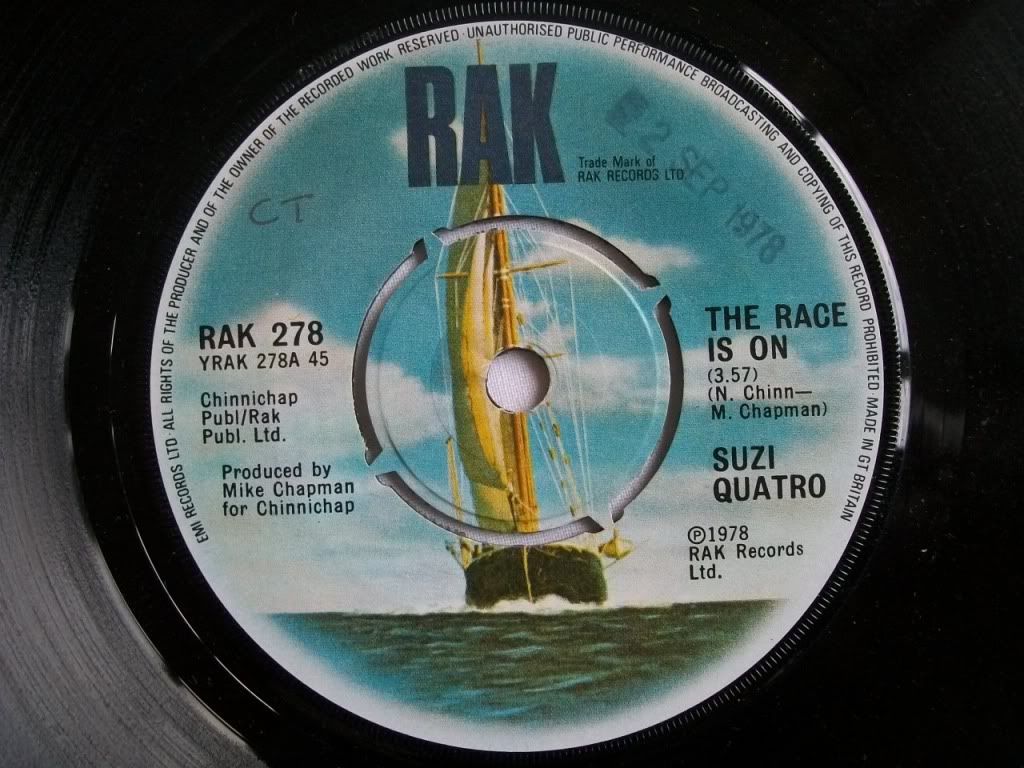 EMI RECORDS LTD·ALL RIGHTS OF THE PRODUCER AND OF THE OWNER OF THE RECORDED WORK RESERVED·UNAUTHORISED PUBLIC PERFORMANCE BROADCASTING AND COPYING OF THIS RECORD PROHIBITED·MADE IN GT BRITAIN
RAK
Trade Mark of
RAK RECORDS LTD.
2 SEP 1978
CT
RAK 278
YRAK 278A 45
Chinnichap
Publ/Rak
Publ. Ltd.
Produced by
Mike Chapman
for Chinnichap
THE RACE
IS ON
(3.57)
(N. Chinn—
M. Chapman)
SUZI
QUATRO
Ⓟ1978
RAK Records
Ltd.